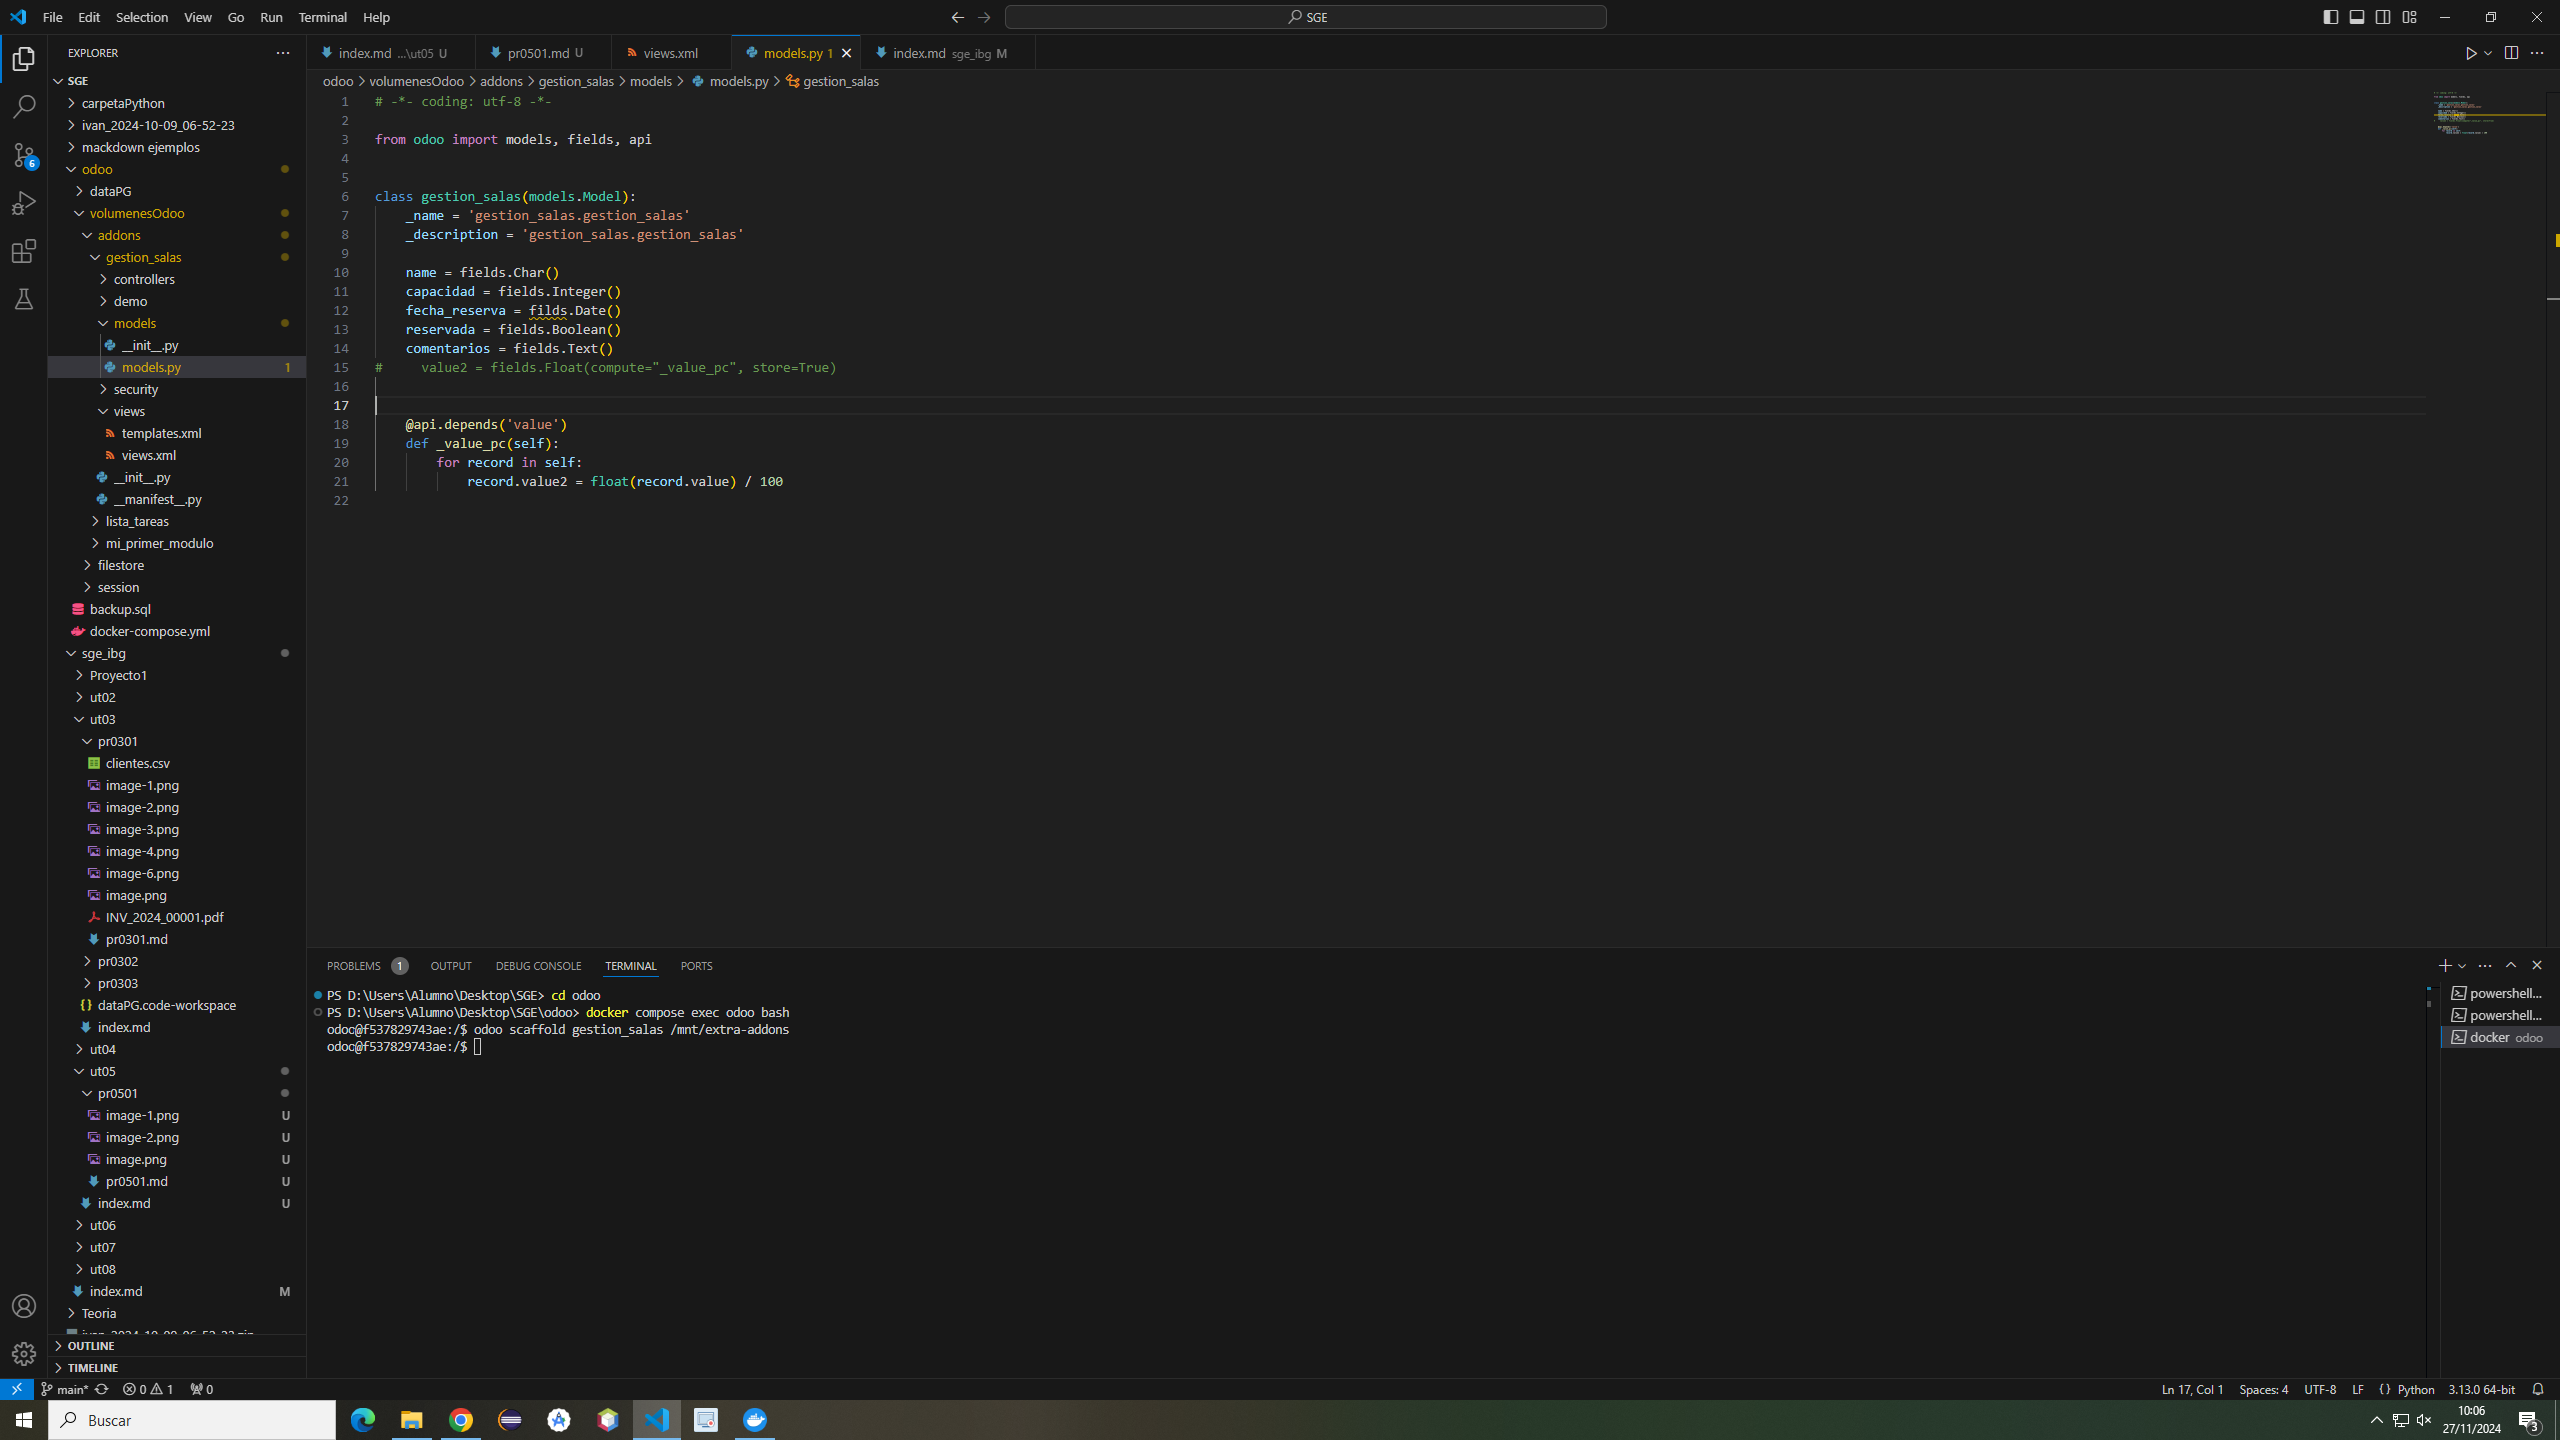 File Edit Selection View Go Run Terminal Help
SGE
EXPLORER
SGE
carpetaPython
ivan_2024-10-09_06-52-23
mackdown ejemplos
odoo
dataPG
volumenesOdoo
addons
gestion_salas
controllers
demo
models
__init__.py
models.py 1
security
views
templates.xml
views.xml
__init__.py
__manifest__.py
lista_tareas
mi_primer_modulo
filestore
session
backup.sql
docker-compose.yml
sge_ibg
Proyecto1
ut02
ut03
pr0301
clientes.csv
image-1.png
image-2.png
image-3.png
image-4.png
image-6.png
image.png
INV_2024_00001.pdf
pr0301.md
pr0302
pr0303
dataPG.code-workspace
index.md
ut04
ut05
pr0501
image-1.png U
image-2.png U
image.png U
pr0501.md U
index.md U
ut06
ut07
ut08
index.md M
Teoria
OUTLINE
TIMELINE
6
index.md ...\ut05 U
pr0501.md U
views.xml
models.py 1
index.md sge_ibg M
odoo > volumenesOdoo > addons > gestion_salas > models > models.py > gestion_salas
1 # -*- coding: utf-8 -*-
2
3 from odoo import models, fields, api
4
5
6 class gestion_salas(models.Model):
7 _name = 'gestion_salas.gestion_salas'
8 _description = 'gestion_salas.gestion_salas'
9
10 name = fields.Char()
11 capacidad = fields.Integer()
12 fecha_reserva = filds.Date()
13 reservada = fields.Boolean()
14 comentarios = fields.Text()
15 #     value2 = fields.Float(compute="_value_pc", store=True)
16
17
18 @api.depends('value')
19 def _value_pc(self):
20 for record in self:
21 record.value2 = float(record.value) / 100
22
PROBLEMS 1 OUTPUT DEBUG CONSOLE TERMINAL PORTS
PS D:\Users\Alumno\Desktop\SGE> cd odoo
PS D:\Users\Alumno\Desktop\SGE\odoo> docker compose exec odoo bash
odoo@f537829743ae:/$ odoo scaffold gestion_salas /mnt/extra-addons
odoo@f537829743ae:/$
powershell...
powershell...
docker odoo
main* 0 1 0
Ln 17, Col 1 Spaces: 4 UTF-8 LF {} Python 3.13.0 64-bit
Buscar
10:06
27/11/2024
3